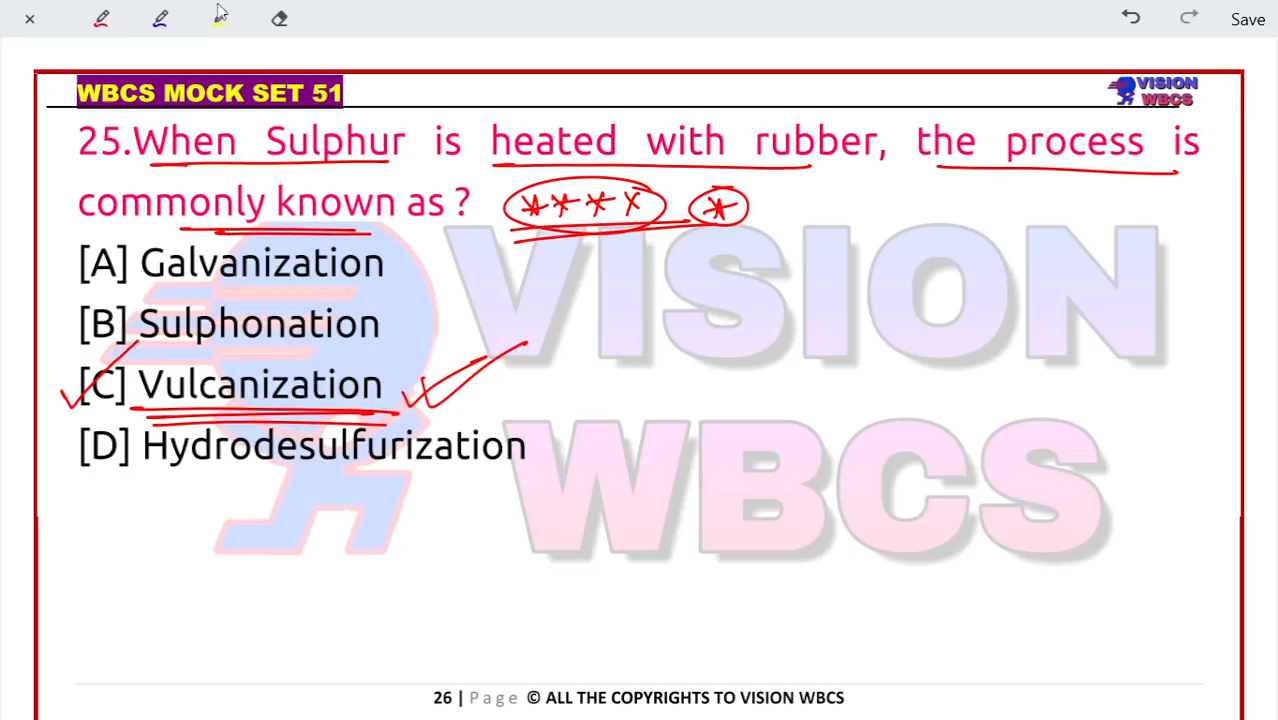 Save
WBCS MOCK SET 51
VISION
WBCS
25.When Sulphur is heated with rubber, the process is
commonly known as ?
[A] Galvanization
[B] Sulphonation
[C] Vulcanization
[D] Hydrodesulfurization
VISION
WBCS
26 | Page © ALL THE COPYRIGHTS TO VISION WBCS